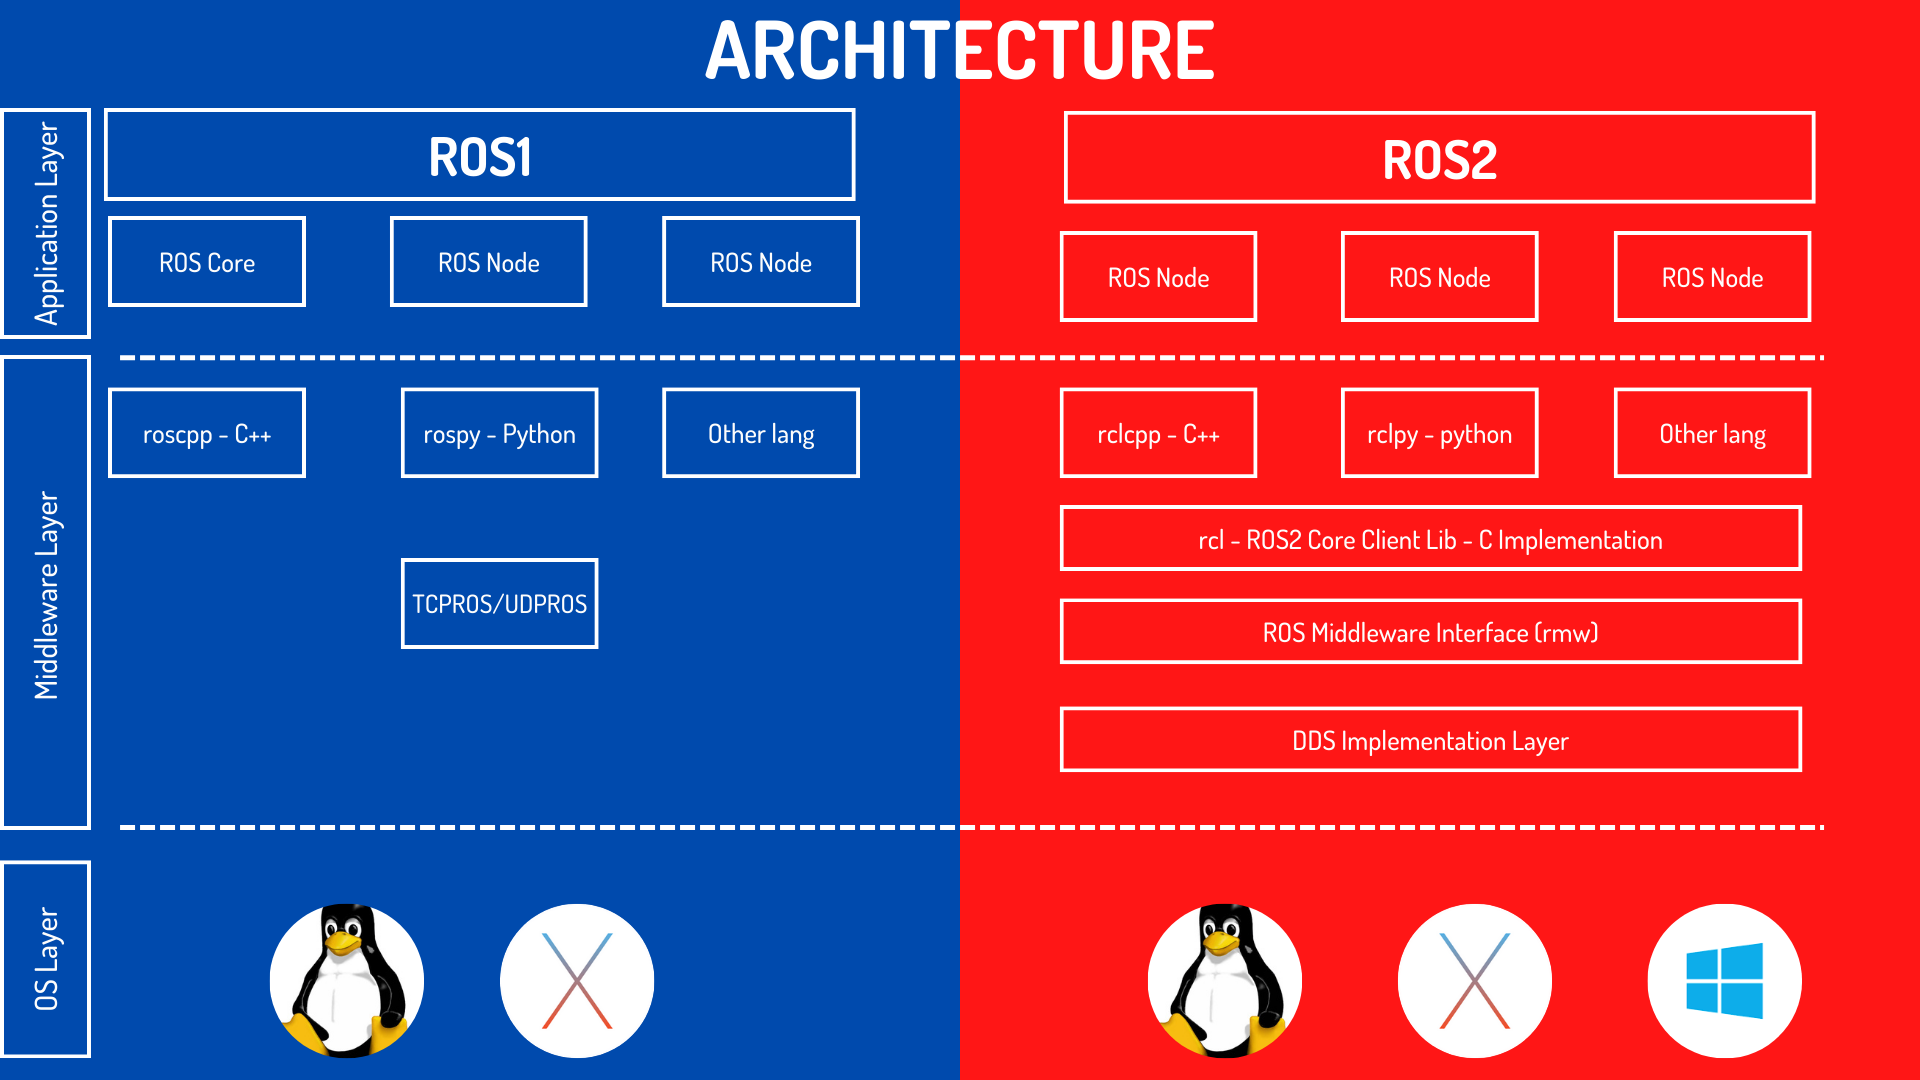 ARCHITECTURE
Application Layer
ROS1
ROS Core
ROS Node
ROS Node
ROS2
ROS Node
ROS Node
ROS Node
Middleware Layer
roscpp - C++
rospy - Python
Other lang
TCPROS/UDPROS
rclcpp - C++
rclpy - python
Other lang
rcl - ROS2 Core Client Lib - C Implementation
ROS Middleware Interface (rmw)
DDS Implementation Layer
OS Layer